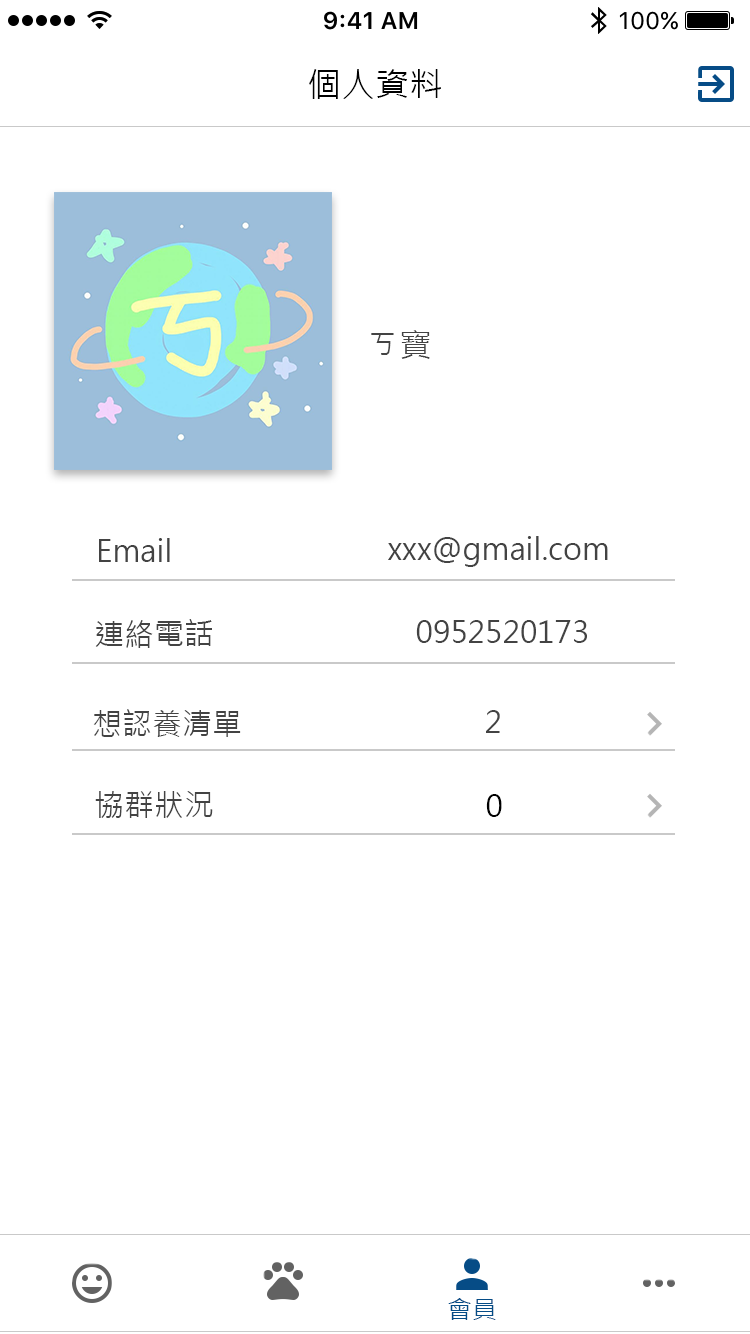 9:41 AM 100%
個人資料
ㄎ
ㄎ寶
Email xxx@gmail.com
連絡電話 0952520173
想認養清單 2
協群狀況 0
會員